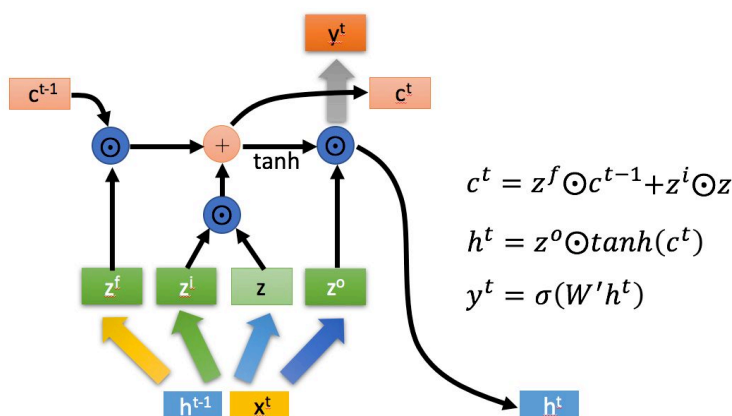 y^t
c^{t-1}
c^t
⊙
+
⊙
tanh
⊙
z^f
z^i
z
z^o
h^{t-1}
x^t
h^t
c^t = z^f ⊙ c^{t−1} + z^i ⊙ z
h^t = z^o ⊙ tanh(c^t)
y^t = σ(W'h^t)